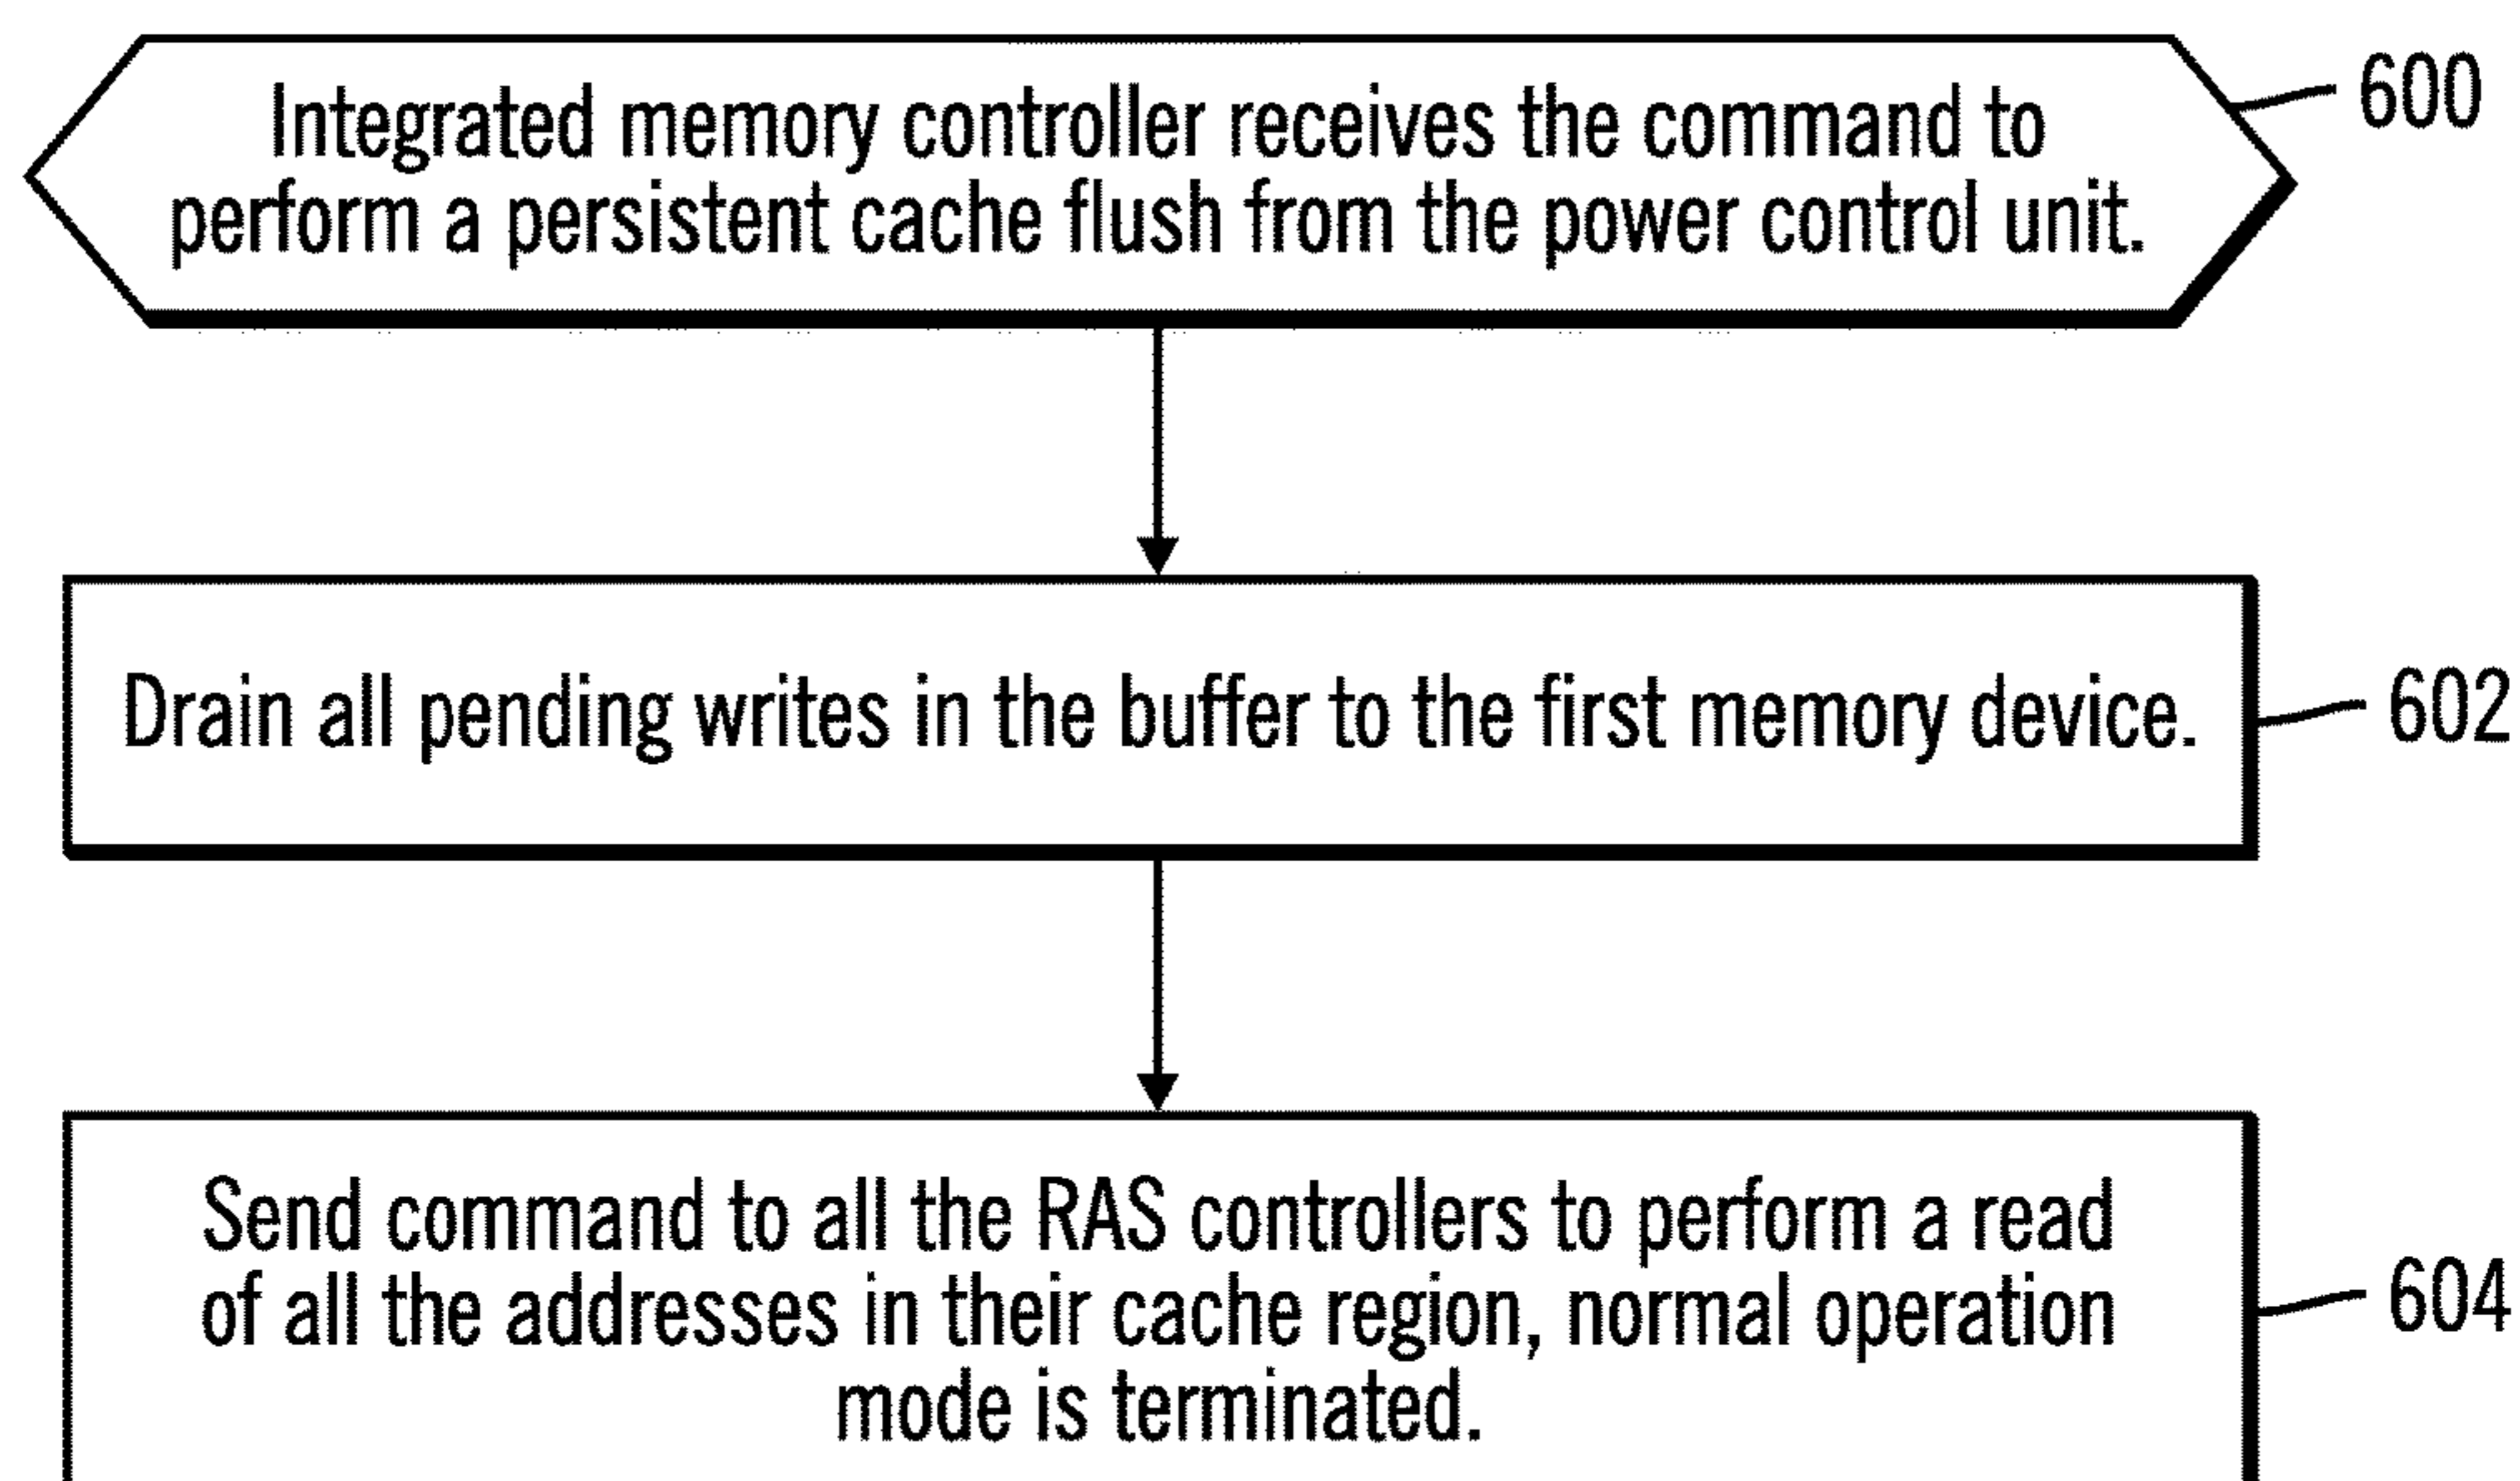 Integrated memory controller receives the command to
perform a persistent cache flush from the power control unit.
600
Drain all pending writes in the buffer to the first memory device.
602
Send command to all the RAS controllers to perform a read
of all the addresses in their cache region, normal operation
mode is terminated.
604